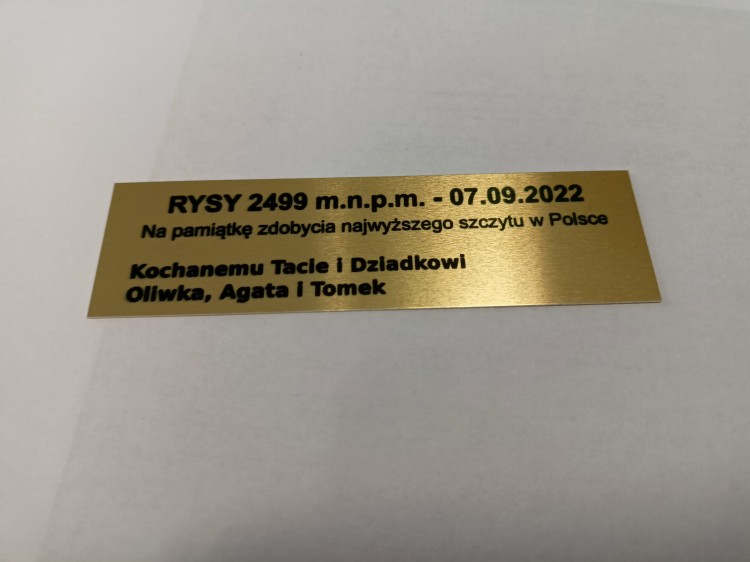 RYSY 2499 m.n.p.m. - 07.09.2022
Na pamiątkę zdobycia najwyższego szczytu w Polsce
Kochanemu Tacie i Dziadkowi
Oliwka, Agata i Tomek